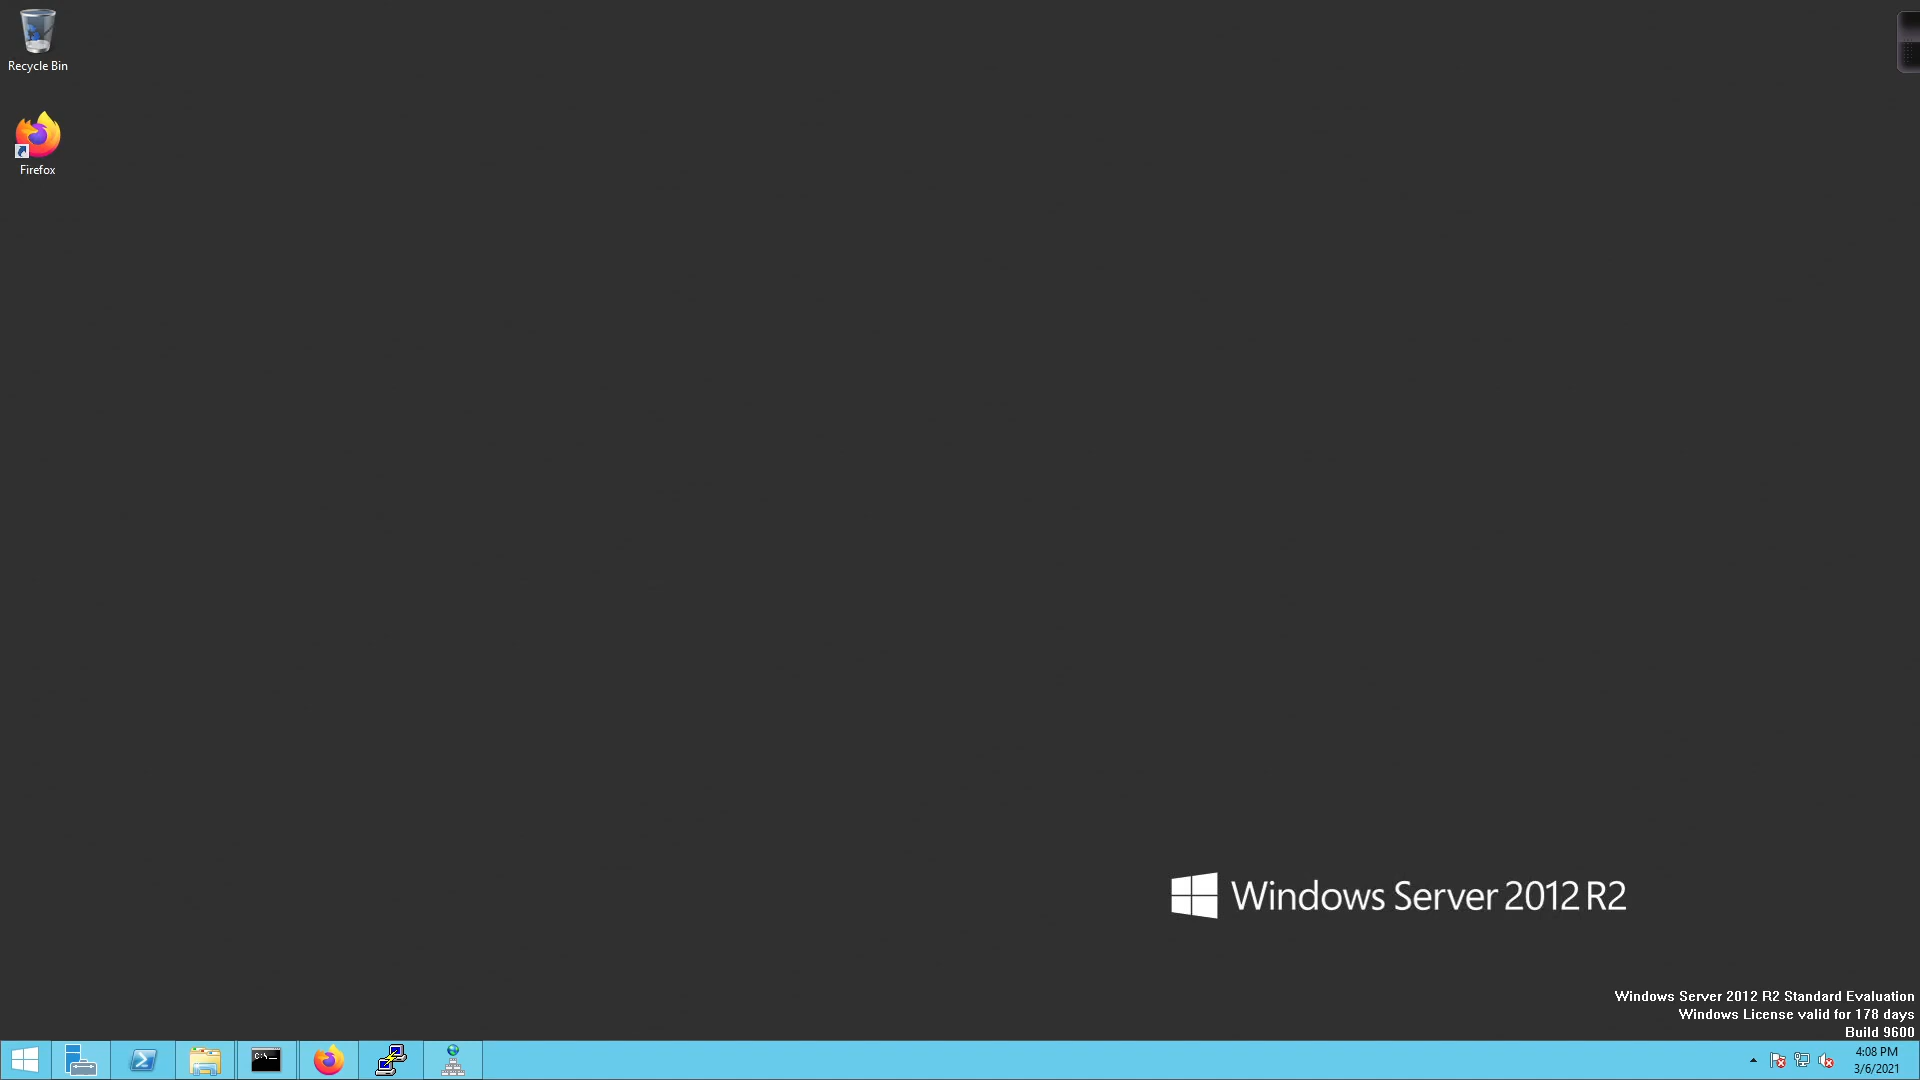 Recycle Bin
Firefox
Windows Server 2012 R2
Windows Server 2012 R2 Standard Evaluation
Windows License valid for 178 days
Build 9600
C:\._
4:08 PM
3/6/2021